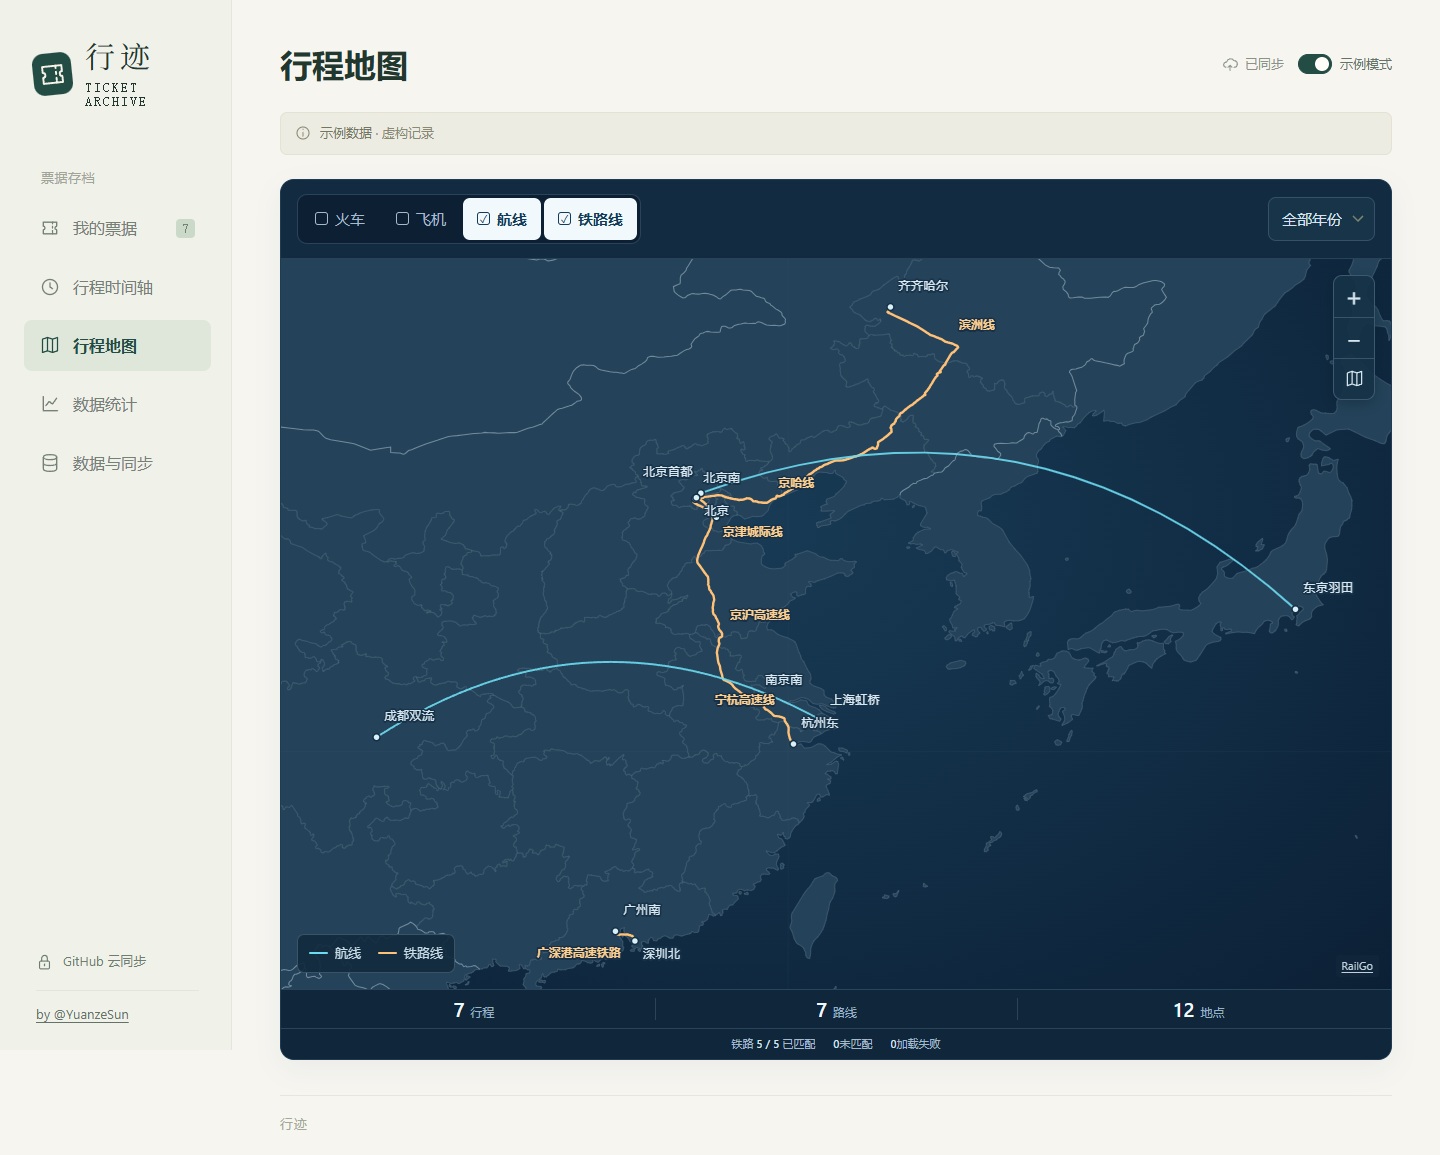 行迹
TICKET
ARCHIVE
票据存档
我的票据 7
行程时间轴
行程地图
数据统计
数据与同步
GitHub 云同步
by @YuanzeSun
行程地图
已同步 示例模式
示例数据 · 虚构记录
火车 飞机 航线 铁路线
全部年份
齐齐哈尔
滨洲线
北京首都
北京南
京哈线
北京
京津城际线
东京羽田
京沪高速线
南京南
宁杭高速线
上海虹桥
成都双流
杭州东
广州南
广深港高速铁路
深圳北
航线 铁路线
RailGo
7 行程
7 路线
12 地点
铁路 5 / 5 已匹配 0未匹配 0加载失败
行迹